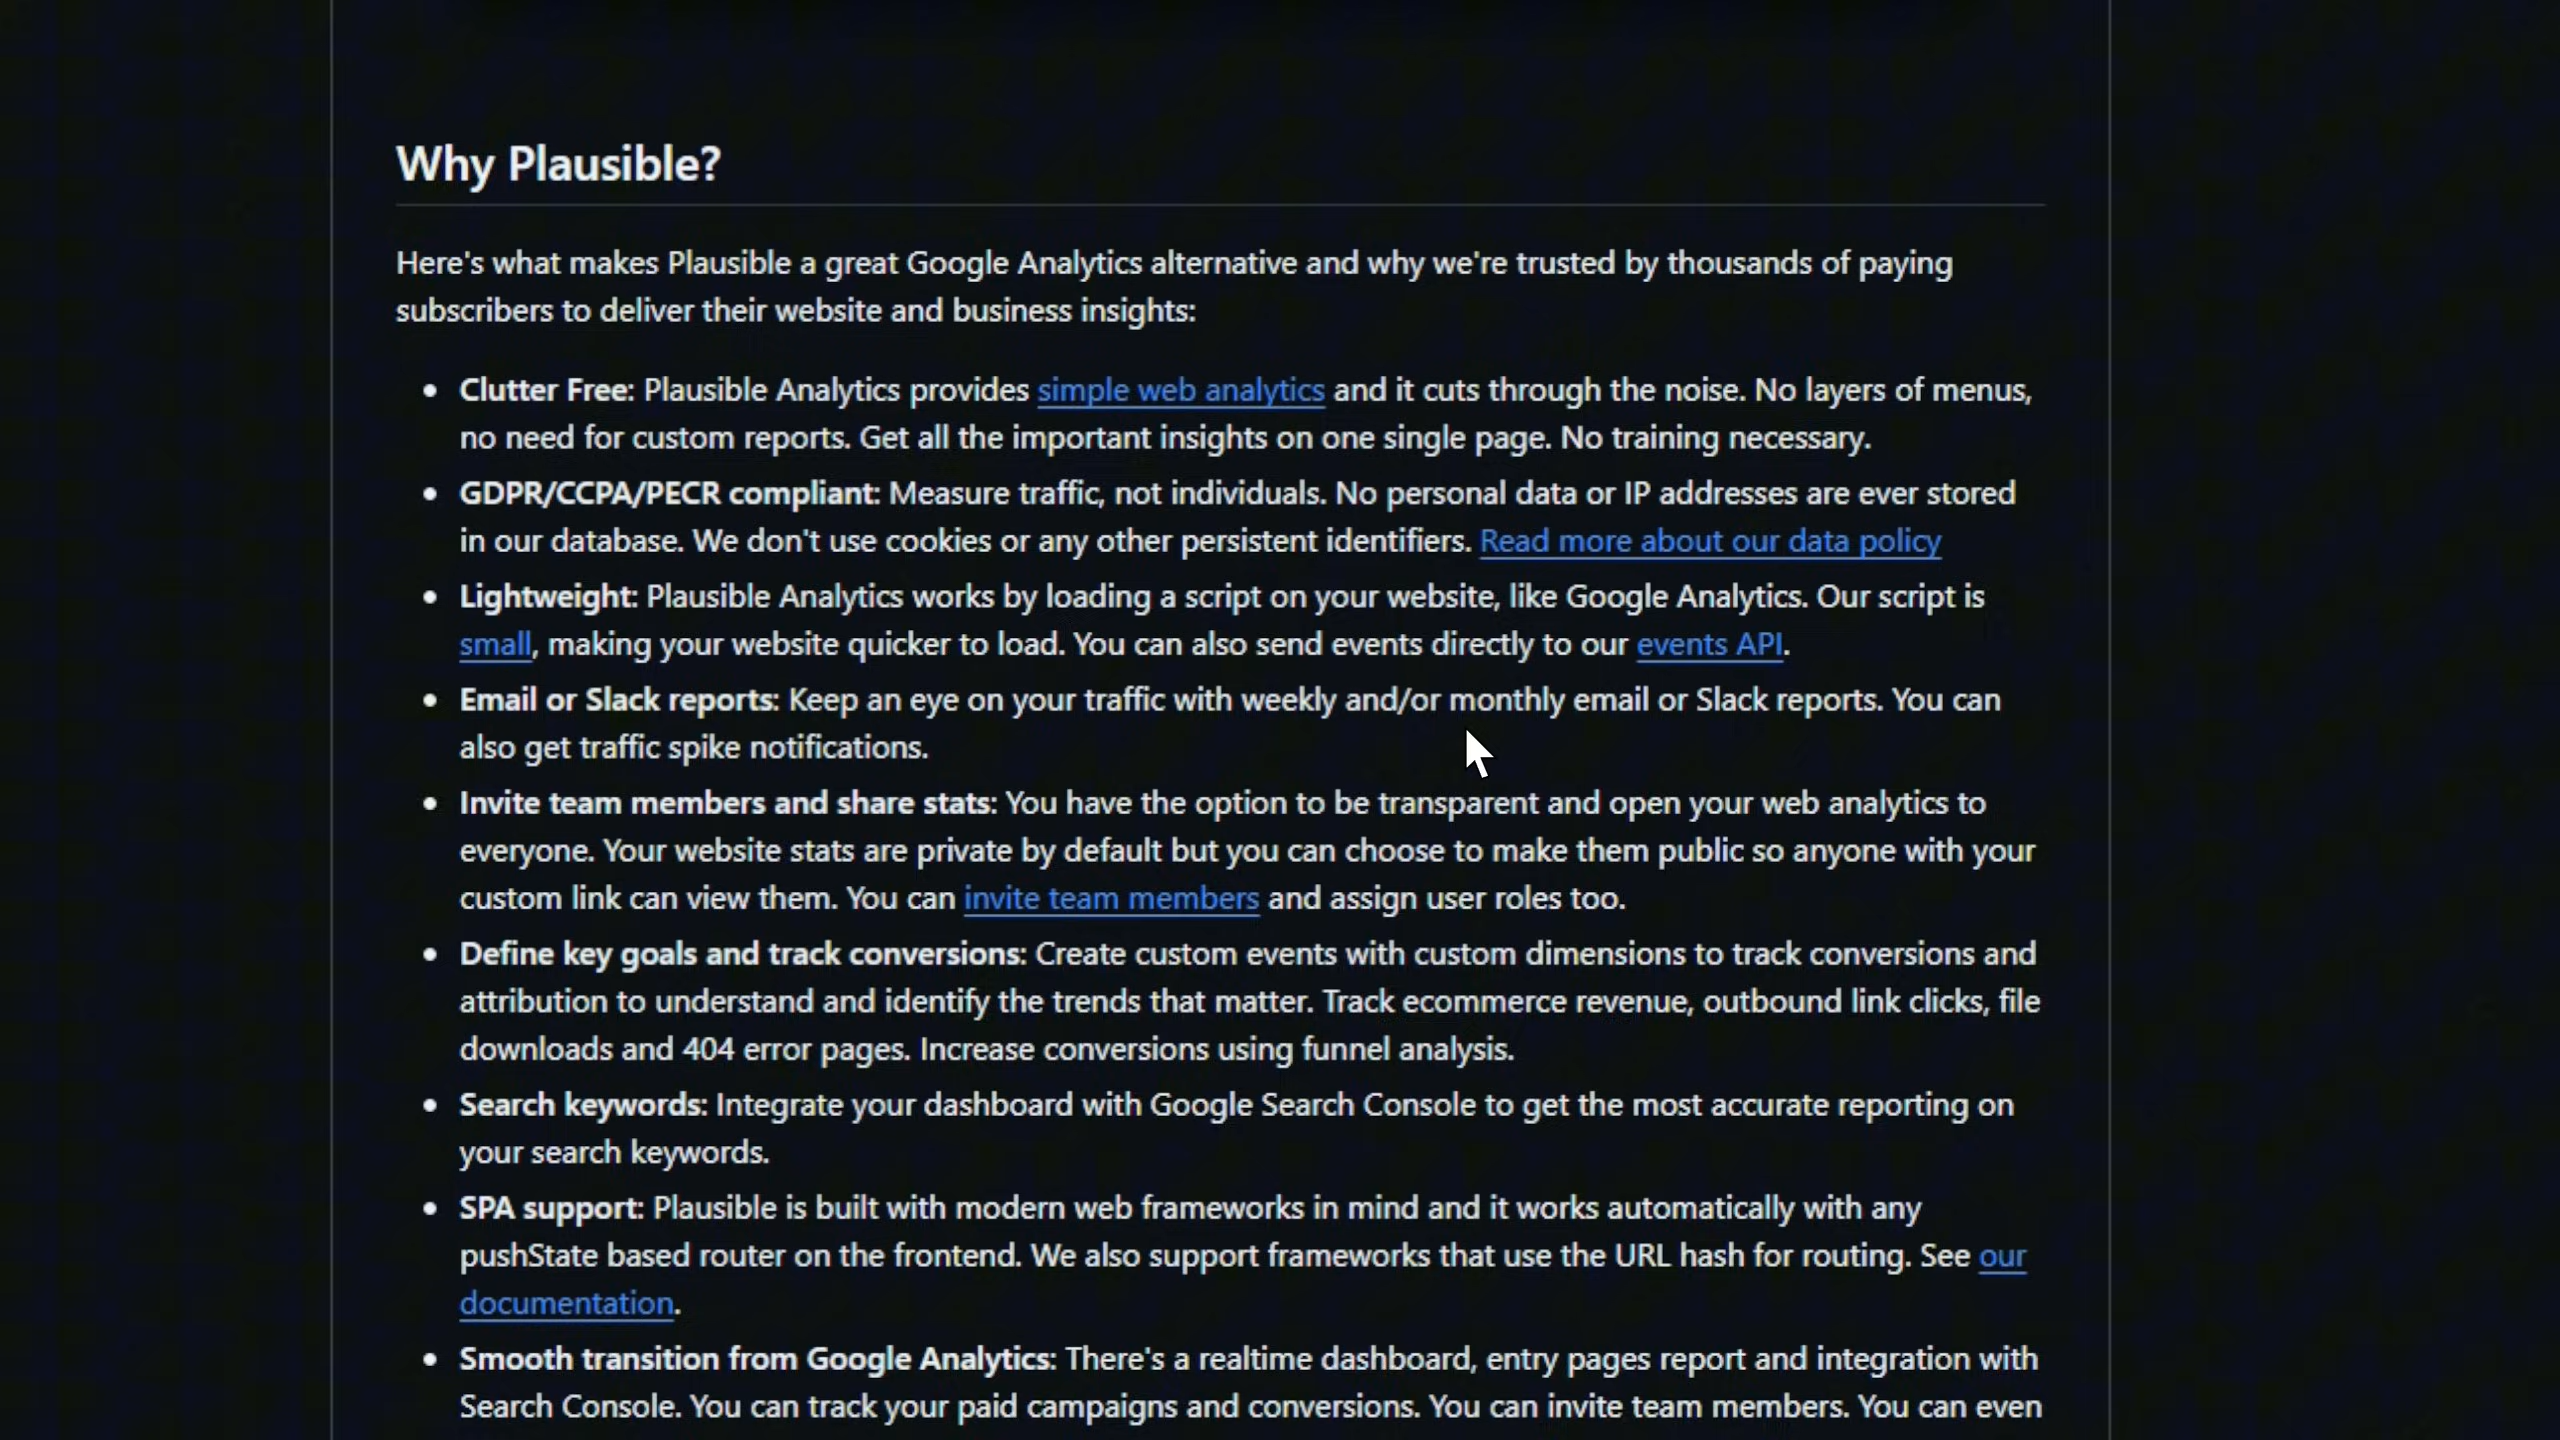 Why Plausible?
Here's what makes Plausible a great Google Analytics alternative and why we're trusted by thousands of paying
subscribers to deliver their website and business insights:
• Clutter Free: Plausible Analytics provides simple web analytics and it cuts through the noise. No layers of menus,
no need for custom reports. Get all the important insights on one single page. No training necessary.
• GDPR/CCPA/PECR compliant: Measure traffic, not individuals. No personal data or IP addresses are ever stored
in our database. We don't use cookies or any other persistent identifiers. Read more about our data policy
• Lightweight: Plausible Analytics works by loading a script on your website, like Google Analytics. Our script is
small, making your website quicker to load. You can also send events directly to our events API.
• Email or Slack reports: Keep an eye on your traffic with weekly and/or monthly email or Slack reports. You can
also get traffic spike notifications.
• Invite team members and share stats: You have the option to be transparent and open your web analytics to
everyone. Your website stats are private by default but you can choose to make them public so anyone with your
custom link can view them. You can invite team members and assign user roles too.
• Define key goals and track conversions: Create custom events with custom dimensions to track conversions and
attribution to understand and identify the trends that matter. Track ecommerce revenue, outbound link clicks, file
downloads and 404 error pages. Increase conversions using funnel analysis.
• Search keywords: Integrate your dashboard with Google Search Console to get the most accurate reporting on
your search keywords.
• SPA support: Plausible is built with modern web frameworks in mind and it works automatically with any
pushState based router on the frontend. We also support frameworks that use the URL hash for routing. See our
documentation.
• Smooth transition from Google Analytics: There's a realtime dashboard, entry pages report and integration with
Search Console. You can track your paid campaigns and conversions. You can invite team members. You can even